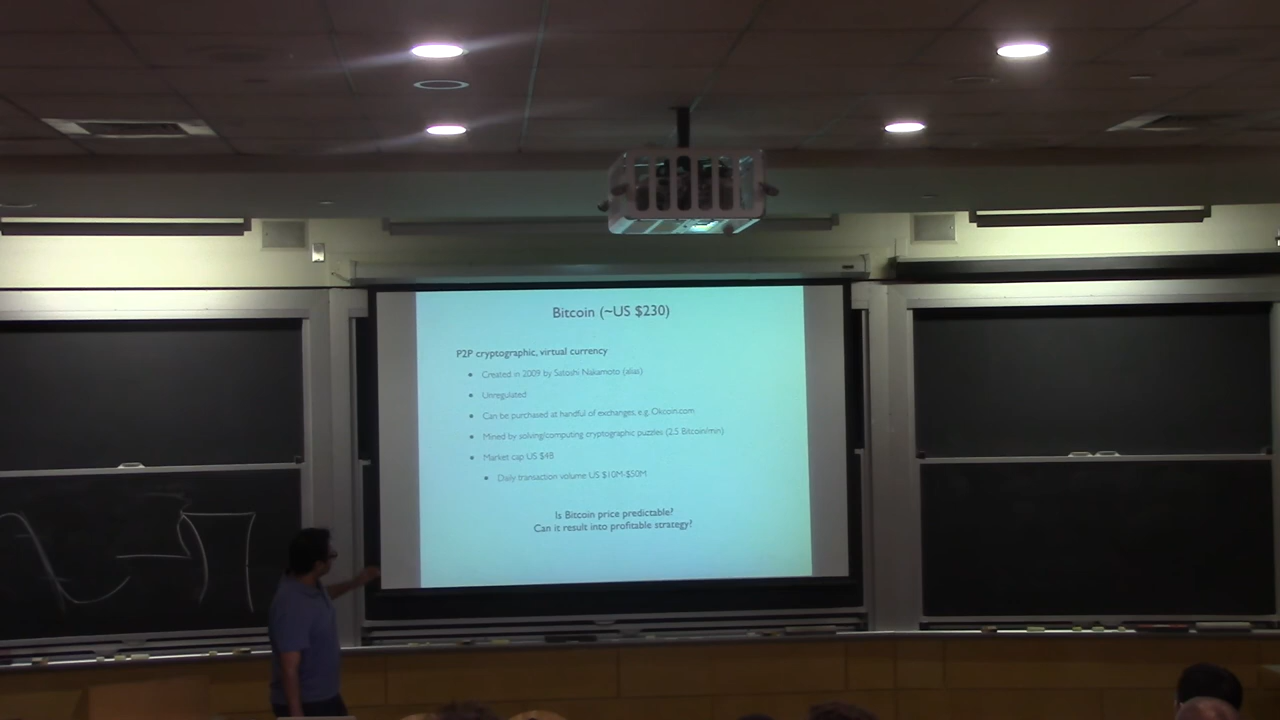 Bitcoin (~US $230)
P2P cryptographic, virtual currency
• Created in 2009 by Satoshi Nakamoto (alias)
• Unregulated
• Can be purchased at handful of exchanges, e.g. Okcoin.com
• Mined by solving/computing cryptographic puzzles (2.5 Bitcoin/min)
• Market cap US $4B
• Daily transaction volume US $10M-$50M
Is Bitcoin price predictable?
Can it result into profitable strategy?